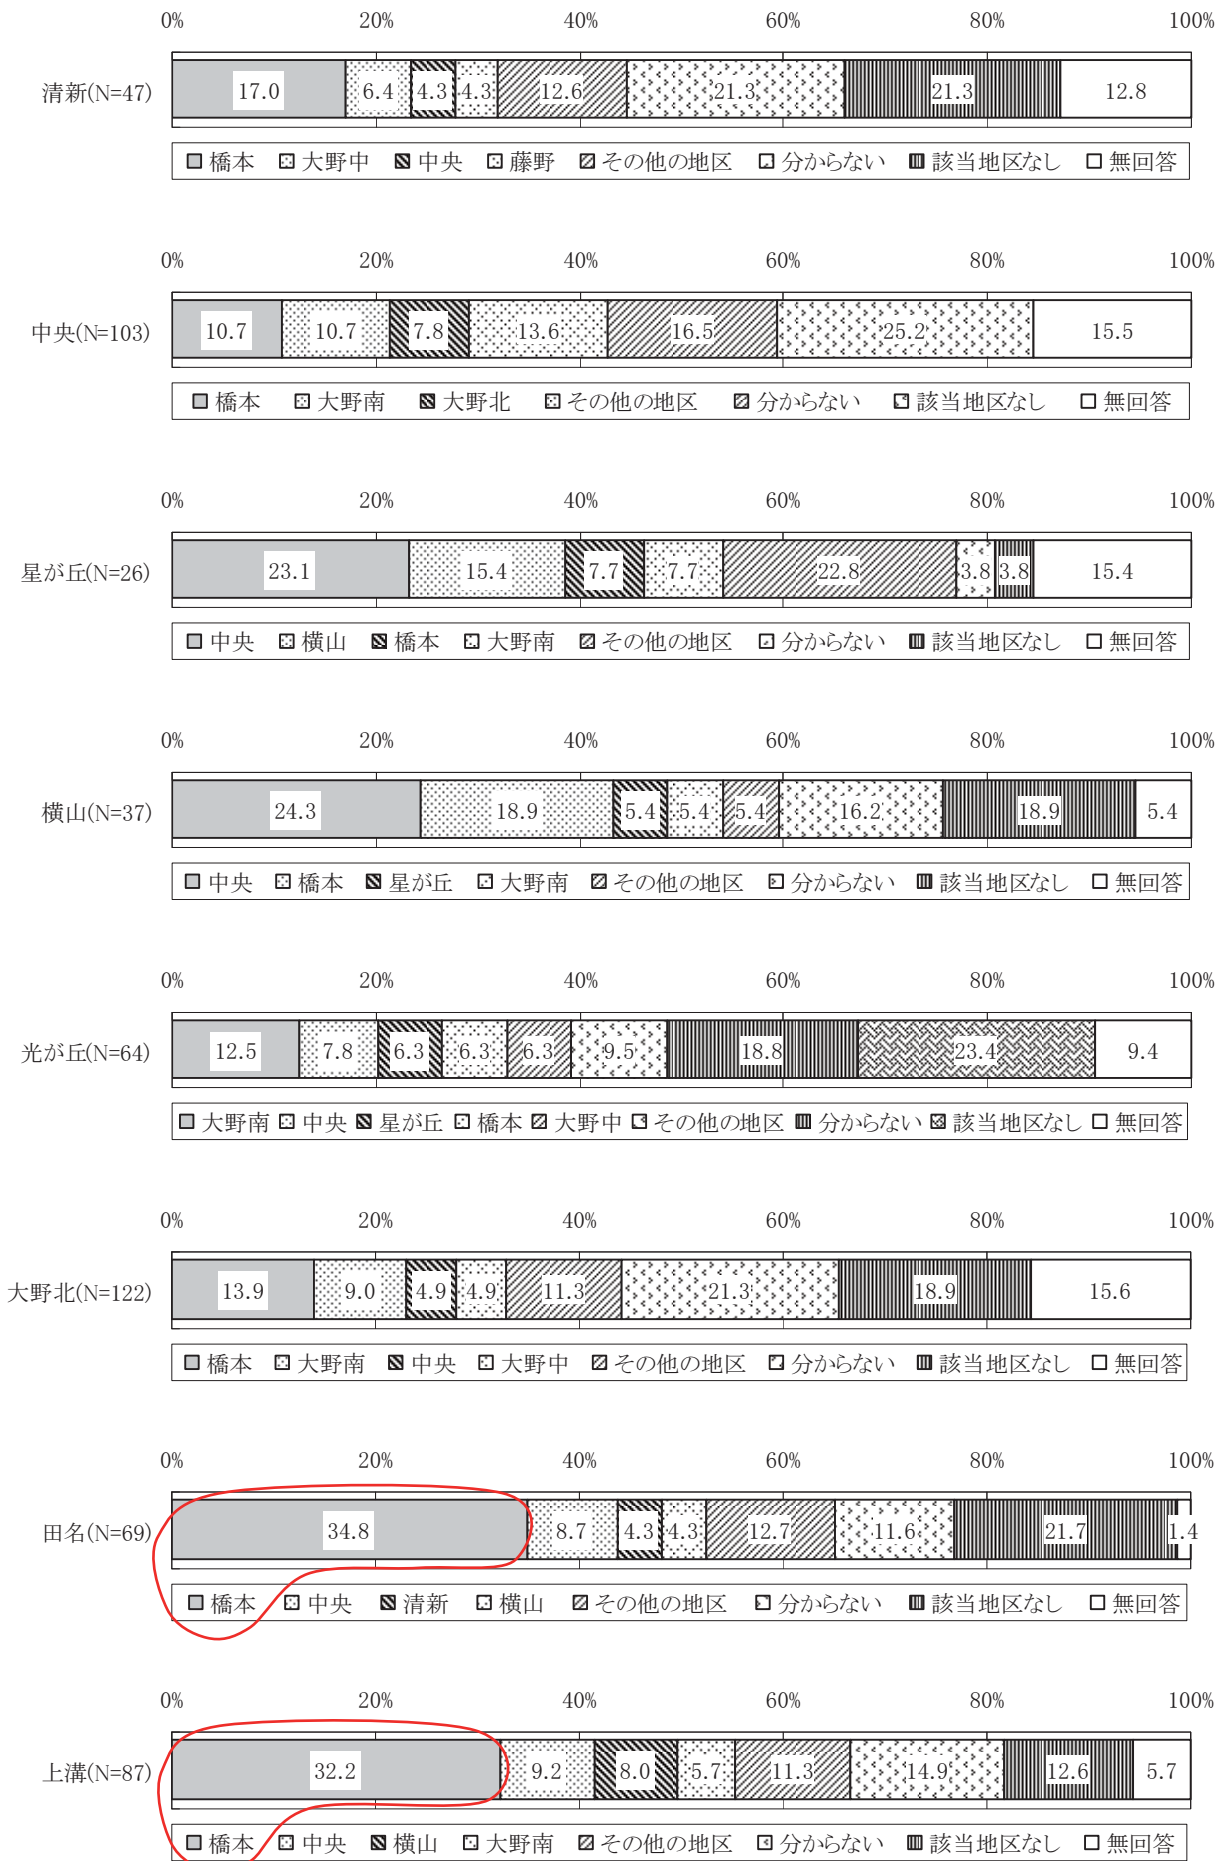 0% 20% 40% 60% 80% 100%
清新(N=47) 17.0 6.4 4.3 4.3 12.6 21.3 21.3 12.8
橋本 大野中 中央 藤野 その他の地区 分からない 該当地区なし 無回答
0% 20% 40% 60% 80% 100%
中央(N=103) 10.7 10.7 7.8 13.6 16.5 25.2 15.5
橋本 大野南 大野北 その他の地区 分からない 該当地区なし 無回答
0% 20% 40% 60% 80% 100%
星が丘(N=26) 23.1 15.4 7.7 7.7 22.8 3.8 3.8 15.4
中央 横山 橋本 大野南 その他の地区 分からない 該当地区なし 無回答
0% 20% 40% 60% 80% 100%
横山(N=37) 24.3 18.9 5.4 5.4 5.4 16.2 18.9 5.4
中央 橋本 星が丘 大野南 その他の地区 分からない 該当地区なし 無回答
0% 20% 40% 60% 80% 100%
光が丘(N=64) 12.5 7.8 6.3 6.3 6.3 9.5 18.8 23.4 9.4
大野南 中央 星が丘 橋本 大野中 その他の地区 分からない 該当地区なし 無回答
0% 20% 40% 60% 80% 100%
大野北(N=122) 13.9 9.0 4.9 4.9 11.3 21.3 18.9 15.6
橋本 大野南 中央 大野中 その他の地区 分からない 該当地区なし 無回答
0% 20% 40% 60% 80% 100%
田名(N=69) 34.8 8.7 4.3 4.3 12.7 11.6 21.7 1.4
橋本 中央 清新 横山 その他の地区 分からない 該当地区なし 無回答
0% 20% 40% 60% 80% 100%
上溝(N=87) 32.2 9.2 8.0 5.7 11.3 14.9 12.6 5.7
橋本 中央 横山 大野南 その他の地区 分からない 該当地区なし 無回答